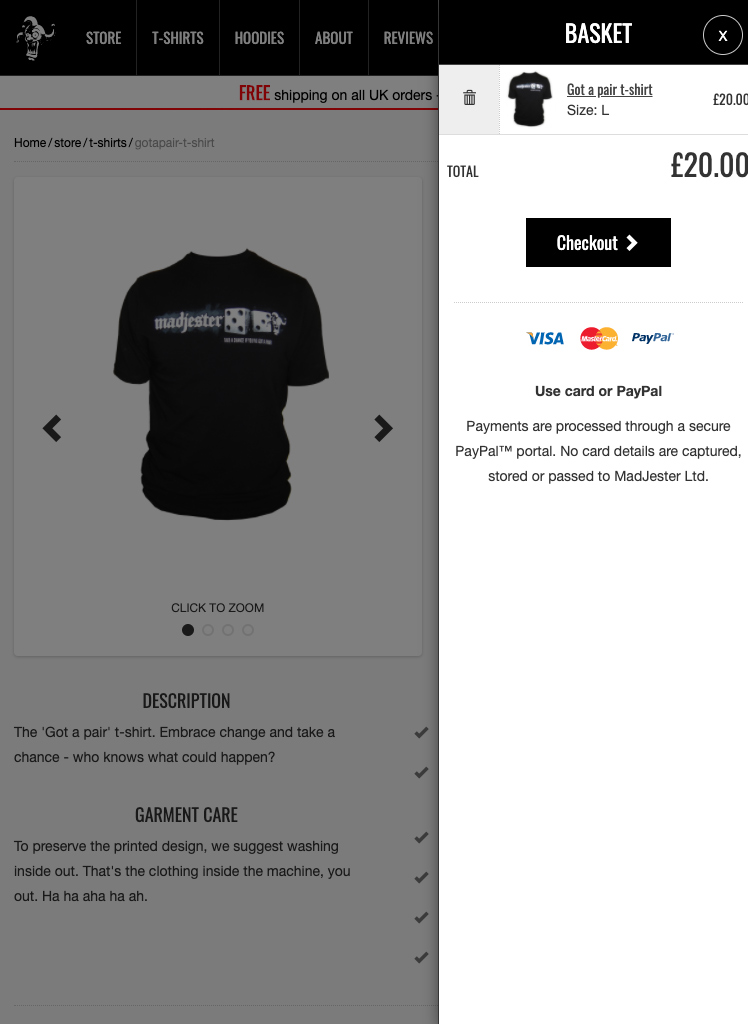 STORE
T-SHIRTS
HOODIES
ABOUT
REVIEWS
BASKET
x
FREE shipping on all UK orders -
Home / store / t-shirts / gotapair-t-shirt
Got a pair t-shirt
Size: L
£20.00
TOTAL
£20.00
Checkout
VISA
MasterCard
PayPal
Use card or PayPal
Payments are processed through a secure
PayPal™ portal. No card details are captured,
stored or passed to MadJester Ltd.
madjester
CLICK TO ZOOM
DESCRIPTION
The 'Got a pair' t-shirt. Embrace change and take a
chance - who knows what could happen?
GARMENT CARE
To preserve the printed design, we suggest washing
inside out. That's the clothing inside the machine, you
out. Ha ha aha ha ah.